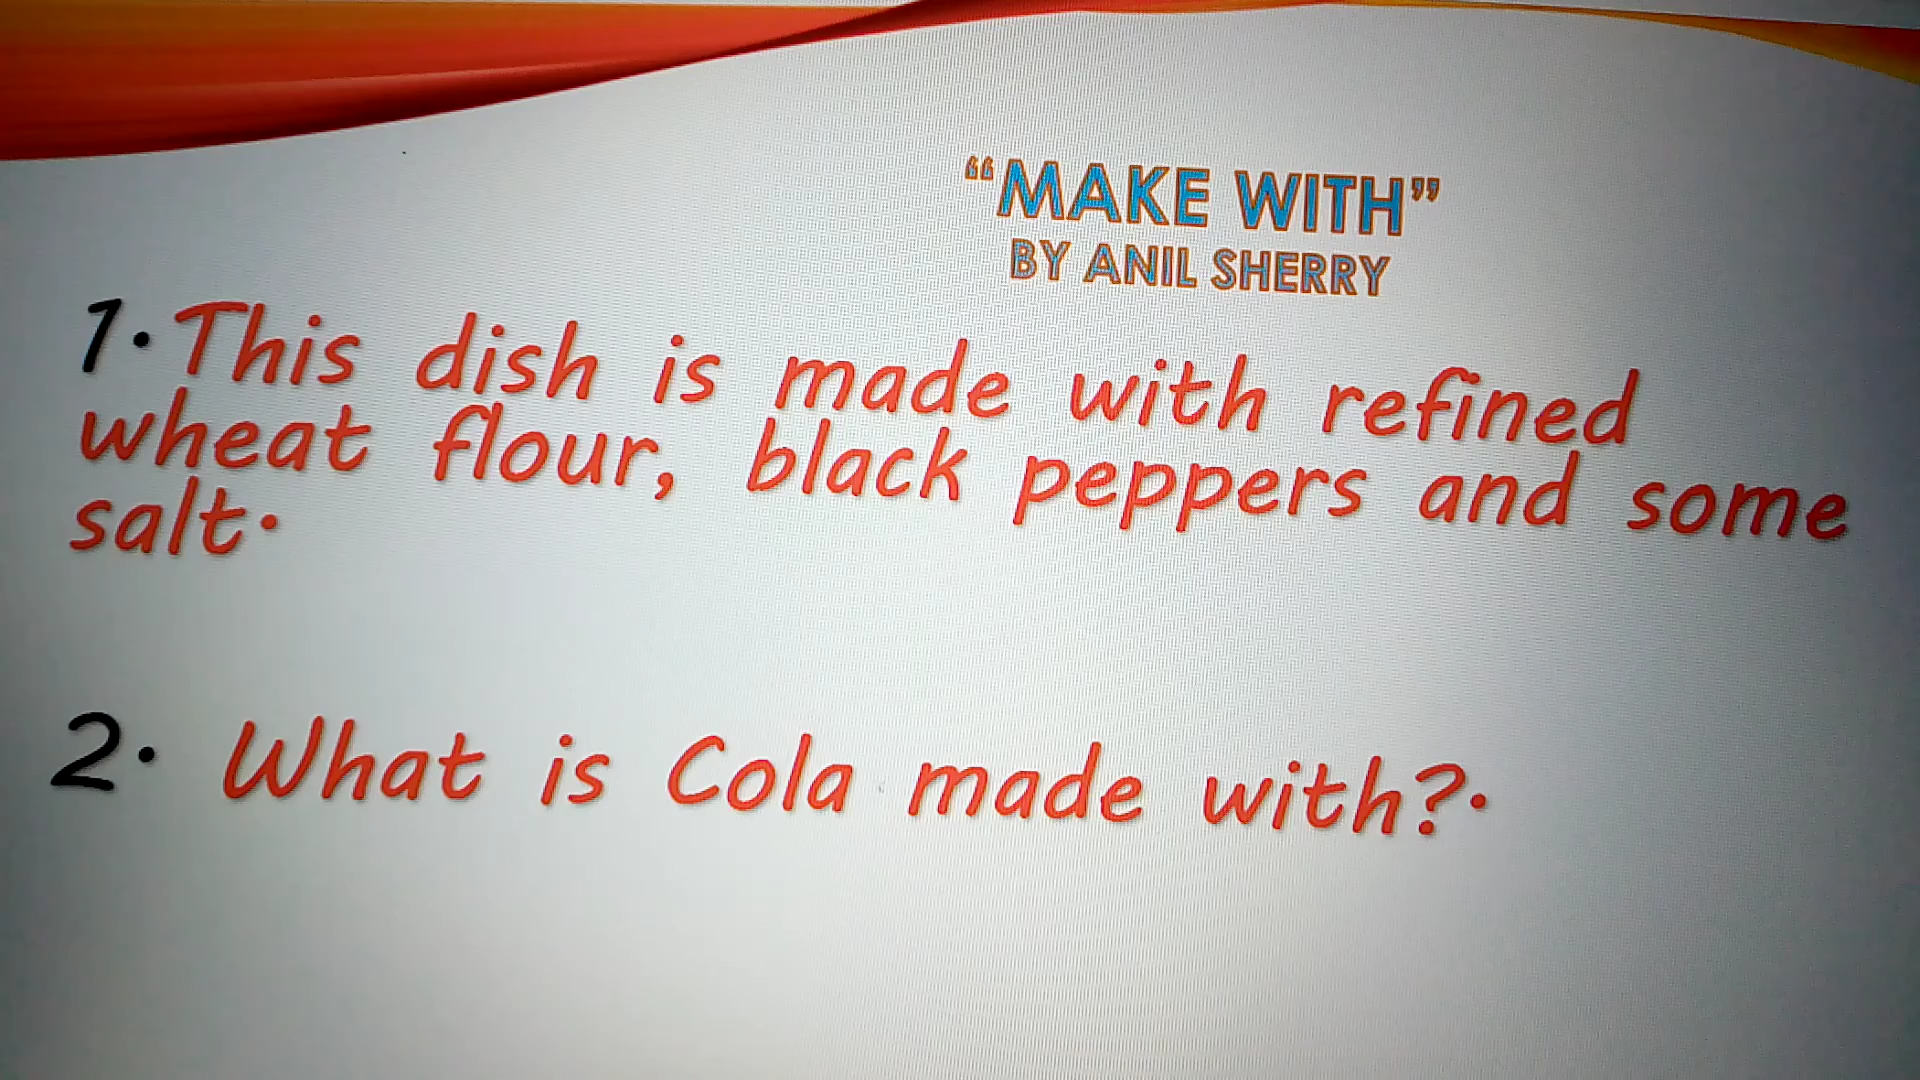 “MAKE WITH”
BY ANIL SHERRY
1. This dish is made with refined
wheat flour, black peppers and some
salt.
2. What is Cola made with?.